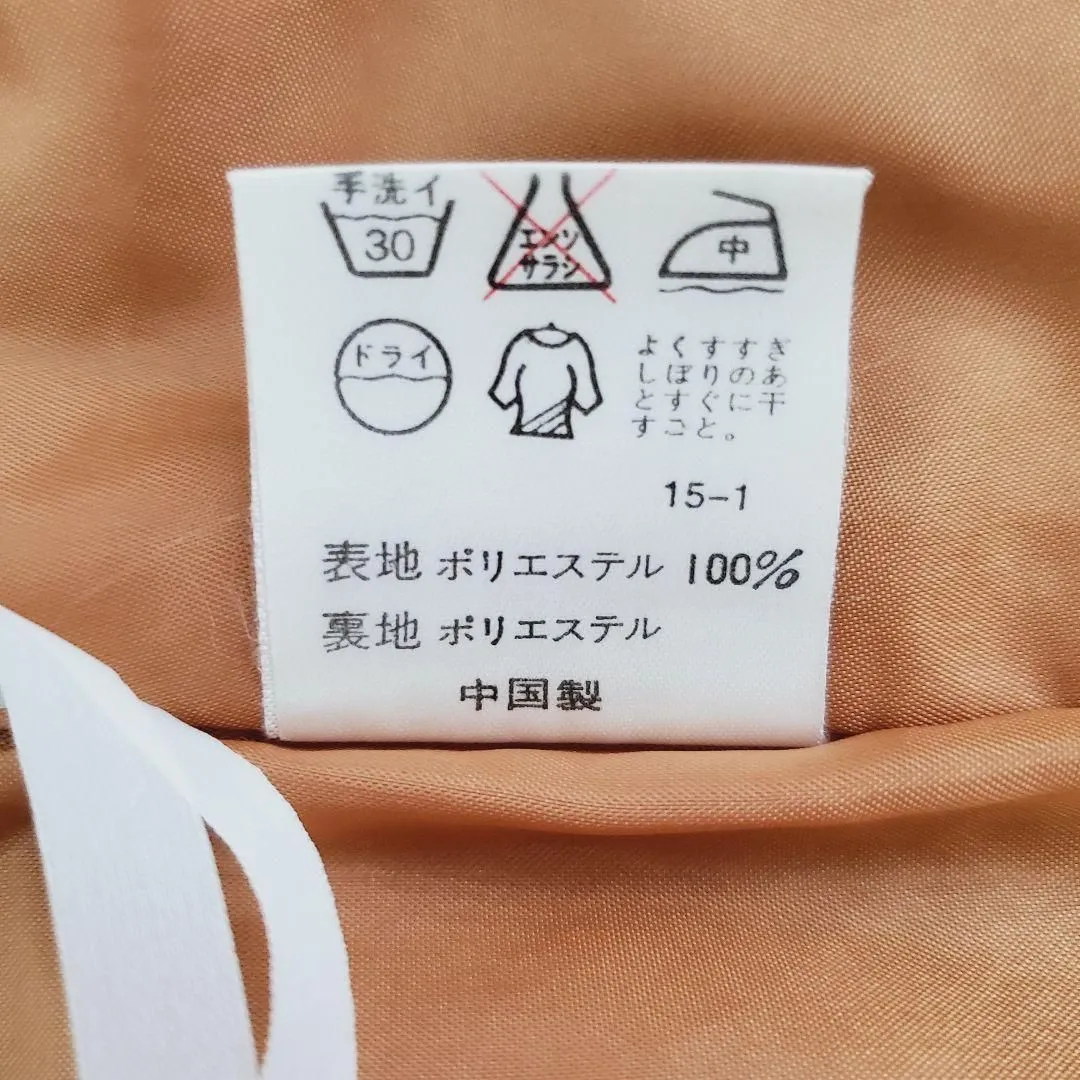 手洗イ
30
エンソ
サラシ
中
ドライ
よくすすぎ
しぼりのあ
とすぐに干
すこと。
15-1
表地 ポリエステル 100%
裏地 ポリエステル
中国製